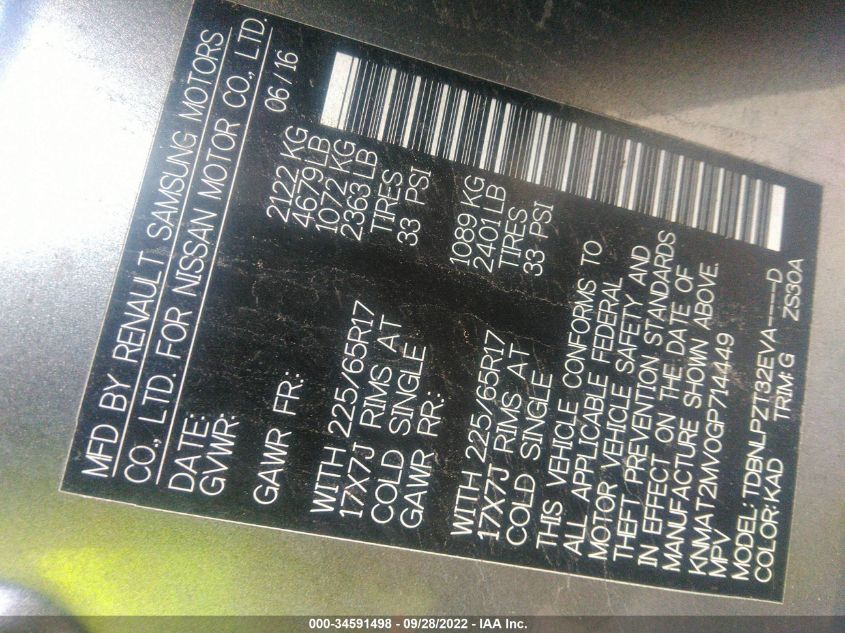 MFD BY RENAULT SAMSUNG MOTORS
CO., LTD. FOR NISSAN MOTOR CO., LTD.
DATE: 06/16
GVWR: 2122 KG
4679 LB
GAWR FR: 1072 KG
2363 LB
WITH 225/65R17 TIRES
17X7J RIMS AT 33 PSI
COLD SINGLE
GAWR RR: 1089 KG
2401 LB
WITH 225/65R17 TIRES
17X7J RIMS AT 33 PSI
COLD SINGLE
THIS VEHICLE CONFORMS TO
ALL APPLICABLE FEDERAL
MOTOR VEHICLE SAFETY AND
THEFT PREVENTION STANDARDS
IN EFFECT ON THE DATE OF
MANUFACTURE SHOWN ABOVE.
KNMAT2MV0GP714449
MPV
MODEL: TDBNLPZT32EVA----D
COLOR: KAD TRIM: G ZS30A
000-34591498 - 09/28/2022 - IAA Inc.